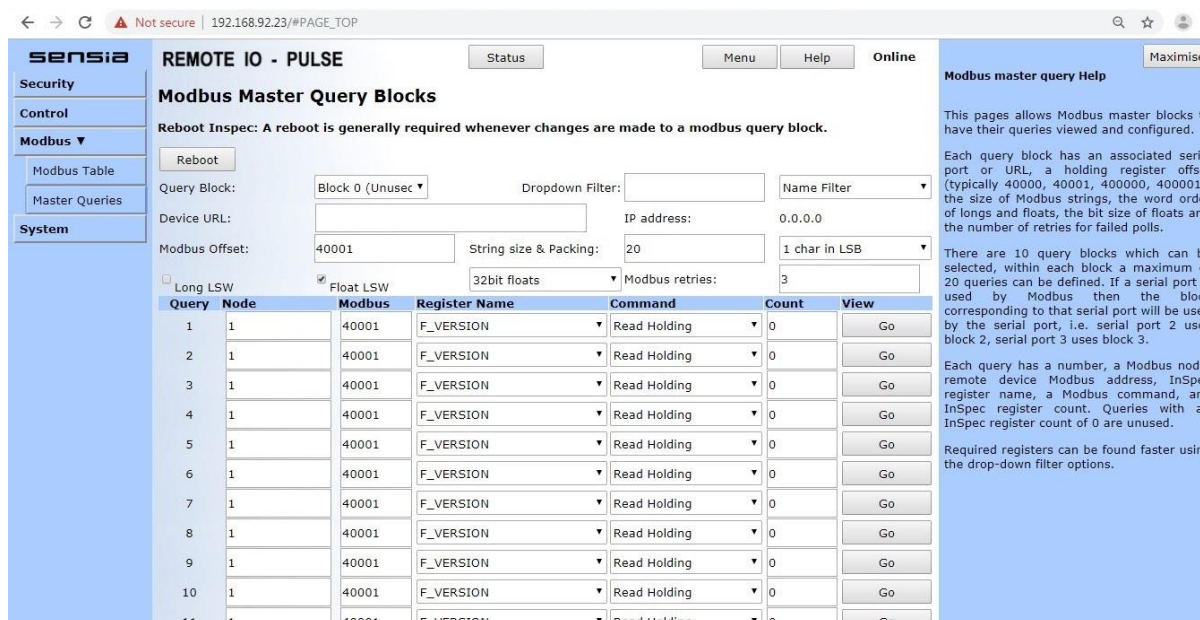 Not secure | 192.168.92.23/#PAGE_TOP
sensia
Security
Control
Modbus ▼
Modbus Table
Master Queries
System
REMOTE IO - PULSE
Status
Menu
Help
Online
Modbus Master Query Blocks
Reboot Inspec: A reboot is generally required whenever changes are made to a modbus query block.
Reboot
Query Block: Block 0 (Unusec ▼ Dropdown Filter: Name Filter ▼
Device URL: IP address: 0.0.0.0
Modbus Offset: 40001 String size & Packing: 20 1 char in LSB ▼
Long LSW Float LSW 32bit floats ▼ Modbus retries: 3
Query Node Modbus Register Name Command Count View
1 1 40001 F_VERSION ▼ Read Holding ▼ 0 Go
2 1 40001 F_VERSION ▼ Read Holding ▼ 0 Go
3 1 40001 F_VERSION ▼ Read Holding ▼ 0 Go
4 1 40001 F_VERSION ▼ Read Holding ▼ 0 Go
5 1 40001 F_VERSION ▼ Read Holding ▼ 0 Go
6 1 40001 F_VERSION ▼ Read Holding ▼ 0 Go
7 1 40001 F_VERSION ▼ Read Holding ▼ 0 Go
8 1 40001 F_VERSION ▼ Read Holding ▼ 0 Go
9 1 40001 F_VERSION ▼ Read Holding ▼ 0 Go
10 1 40001 F_VERSION ▼ Read Holding ▼ 0 Go
Maximise
Modbus master query Help
This pages allows Modbus master blocks
have their queries viewed and configured.
Each query block has an associated seri
port or URL, a holding register offs
(typically 40000, 40001, 400000, 400001
the size of Modbus strings, the word orde
of longs and floats, the bit size of floats an
the number of retries for failed polls.
There are 10 query blocks which can b
selected, within each block a maximum
20 queries can be defined. If a serial port
used by Modbus then the bloc
corresponding to that serial port will be use
by the serial port, i.e. serial port 2 use
block 2, serial port 3 uses block 3.
Each query has a number, a Modbus nod
remote device Modbus address, InSpe
register name, a Modbus command, an
InSpec register count. Queries with a
InSpec register count of 0 are unused.
Required registers can be found faster usin
the drop-down filter options.